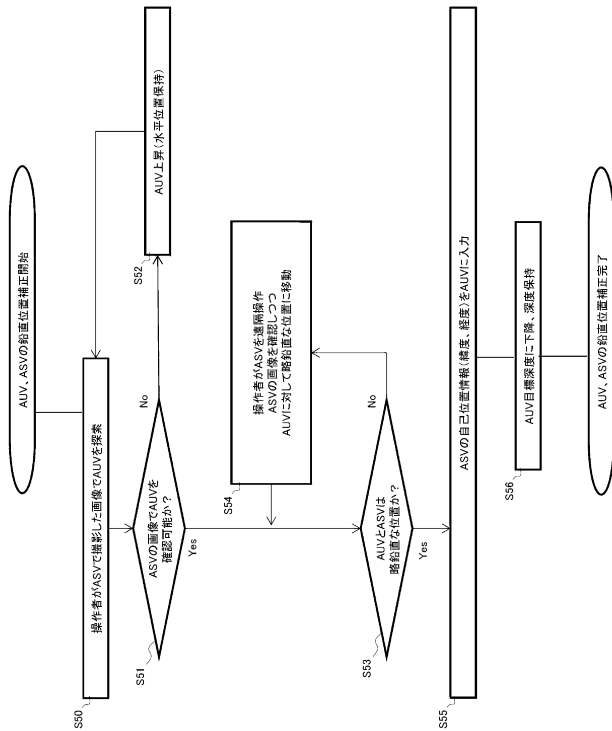 AUV、ASVの鉛直位置補正開始
S50
操作者がASVで撮影した画像でAUVを探索
S51
ASVの画像でAUVを
確認可能か?
No
Yes
S52
AUV上昇(水平位置保持)
S54
操作者がASVを遠隔操作
ASVの画像を確認しつつ
AUVに対して略鉛直な位置に移動
S53
AUVとASVは
略鉛直な位置か?
No
Yes
S55
ASVの自己位置情報(緯度、経度)をAUVに入力
S56
AUV目標深度に下降、深度保持
AUV、ASVの鉛直位置補正完了